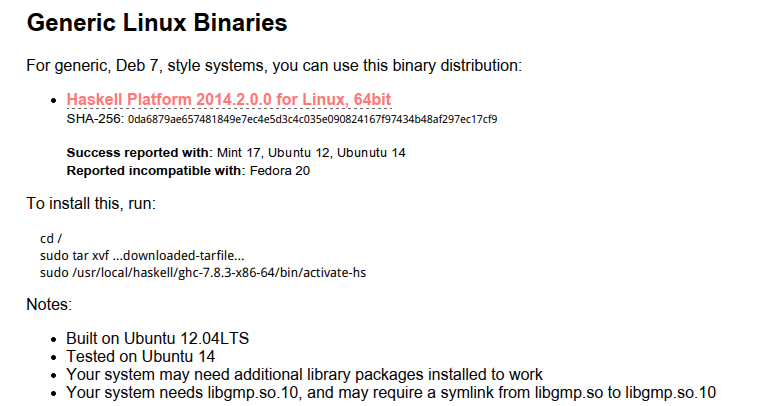 Generic Linux Binaries
For generic, Deb 7, style systems, you can use this binary distribution:
• Haskell Platform 2014.2.0.0 for Linux, 64bit
SHA-256: 0da6879ae657481849e7ec4e5d3c4c035e090824167f97434b48af297ec17cf9
Success reported with: Mint 17, Ubuntu 12, Ubunutu 14
Reported incompatible with: Fedora 20
To install this, run:
cd /
sudo tar xvf ...downloaded-tarfile...
sudo /usr/local/haskell/ghc-7.8.3-x86-64/bin/activate-hs
Notes:
• Built on Ubuntu 12.04LTS
• Tested on Ubuntu 14
• Your system may need additional library packages installed to work
• Your system needs libgmp.so.10, and may require a symlink from libgmp.so to libgmp.so.10